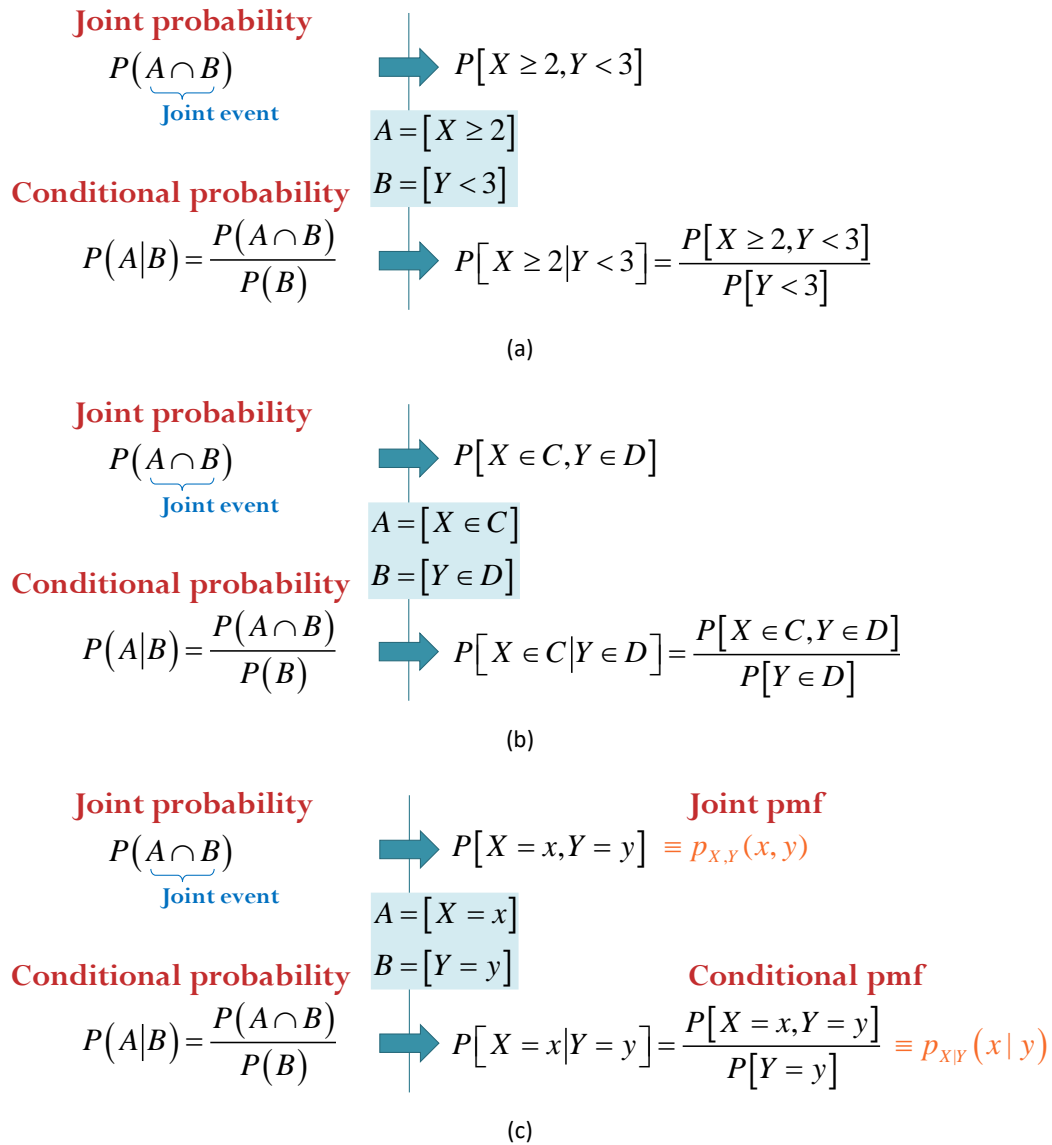 Joint probability
P(A ∩ B)
Joint event
P[X ≥ 2, Y < 3]
A = [X ≥ 2]
B = [Y < 3]
Conditional probability
P(A|B) = P(A ∩ B) / P(B)
P[X ≥ 2|Y < 3] = P[X ≥ 2, Y < 3] / P[Y < 3]
(a)
Joint probability
P(A ∩ B)
Joint event
P[X ∈ C, Y ∈ D]
A = [X ∈ C]
B = [Y ∈ D]
Conditional probability
P(A|B) = P(A ∩ B) / P(B)
P[X ∈ C|Y ∈ D] = P[X ∈ C, Y ∈ D] / P[Y ∈ D]
(b)
Joint probability
Joint pmf
P(A ∩ B)
Joint event
P[X = x, Y = y] ≡ p_{X,Y}(x, y)
A = [X = x]
B = [Y = y]
Conditional probability
Conditional pmf
P(A|B) = P(A ∩ B) / P(B)
P[X = x|Y = y] = P[X = x, Y = y] / P[Y = y] ≡ p_{X|Y}(x | y)
(c)